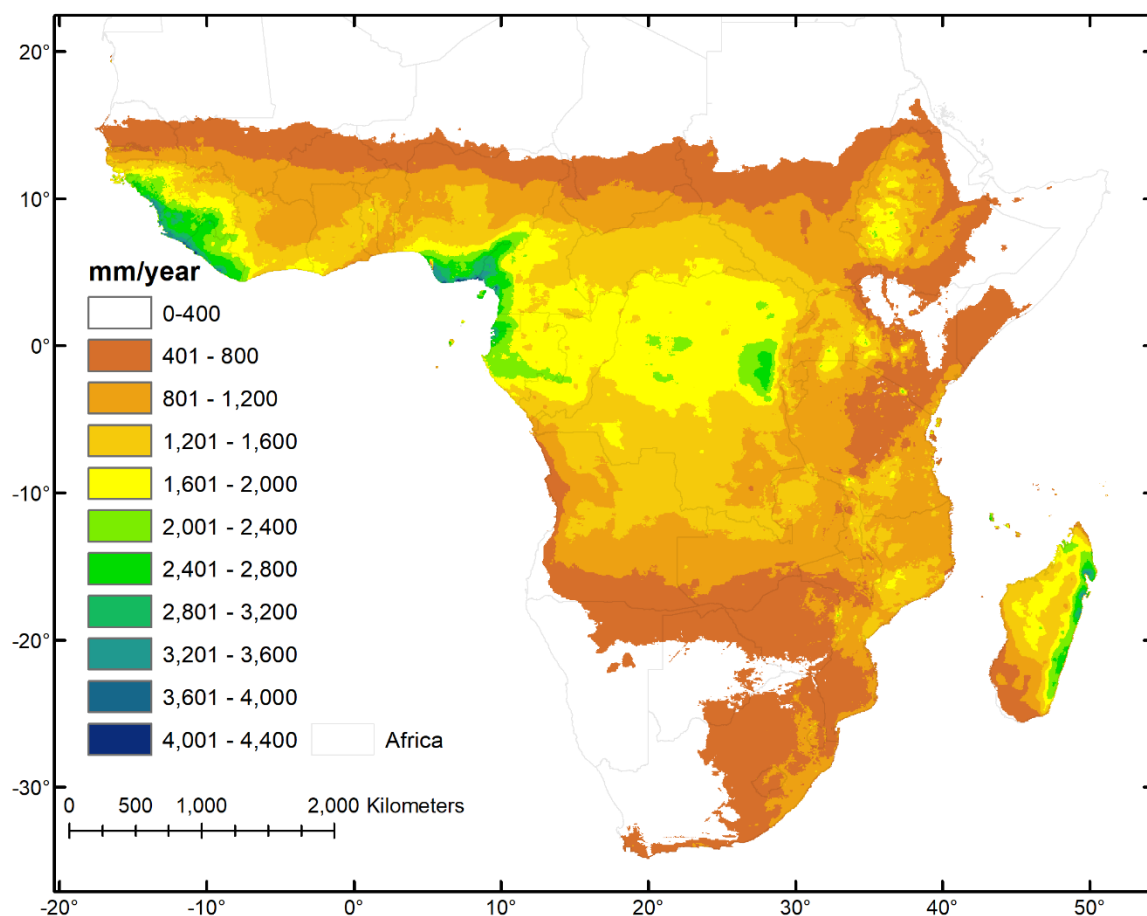 20°
10°
0°
-10°
-20°
-30°
mm/year
0-400
401 - 800
801 - 1,200
1,201 - 1,600
1,601 - 2,000
2,001 - 2,400
2,401 - 2,800
2,801 - 3,200
3,201 - 3,600
3,601 - 4,000
4,001 - 4,400 Africa
0 500 1,000 2,000 Kilometers
-20° -10° 0° 10° 20° 30° 40° 50°